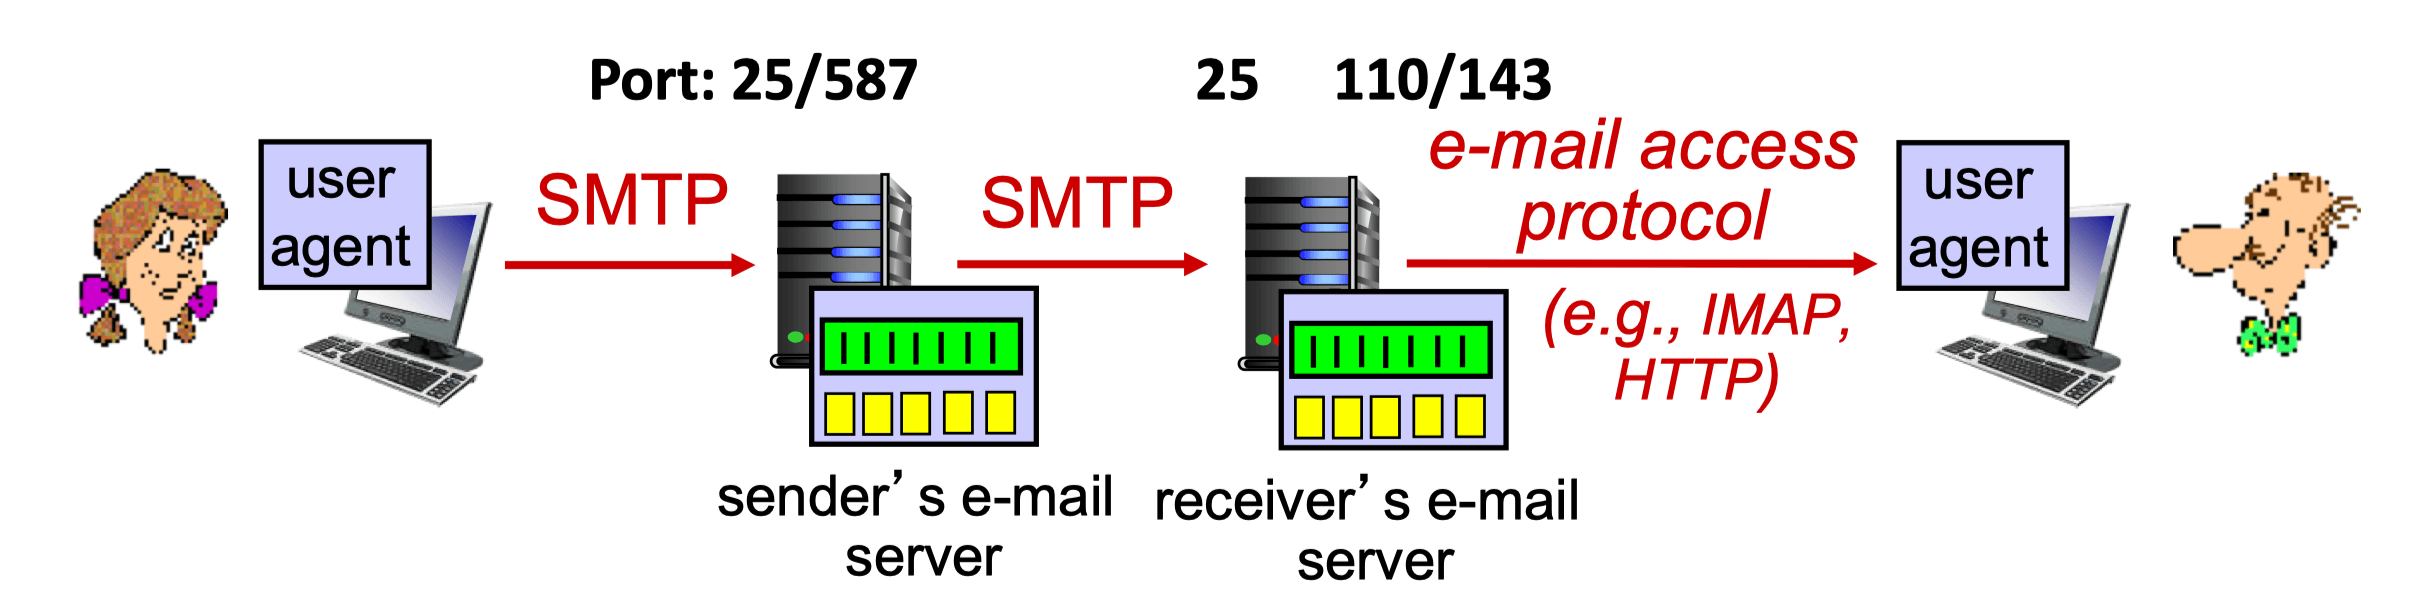 Port: 25/587 25 110/143
user
agent
SMTP
SMTP
e-mail access
protocol
(e.g., IMAP,
HTTP)
user
agent
sender’s e-mail
server
receiver’s e-mail
server